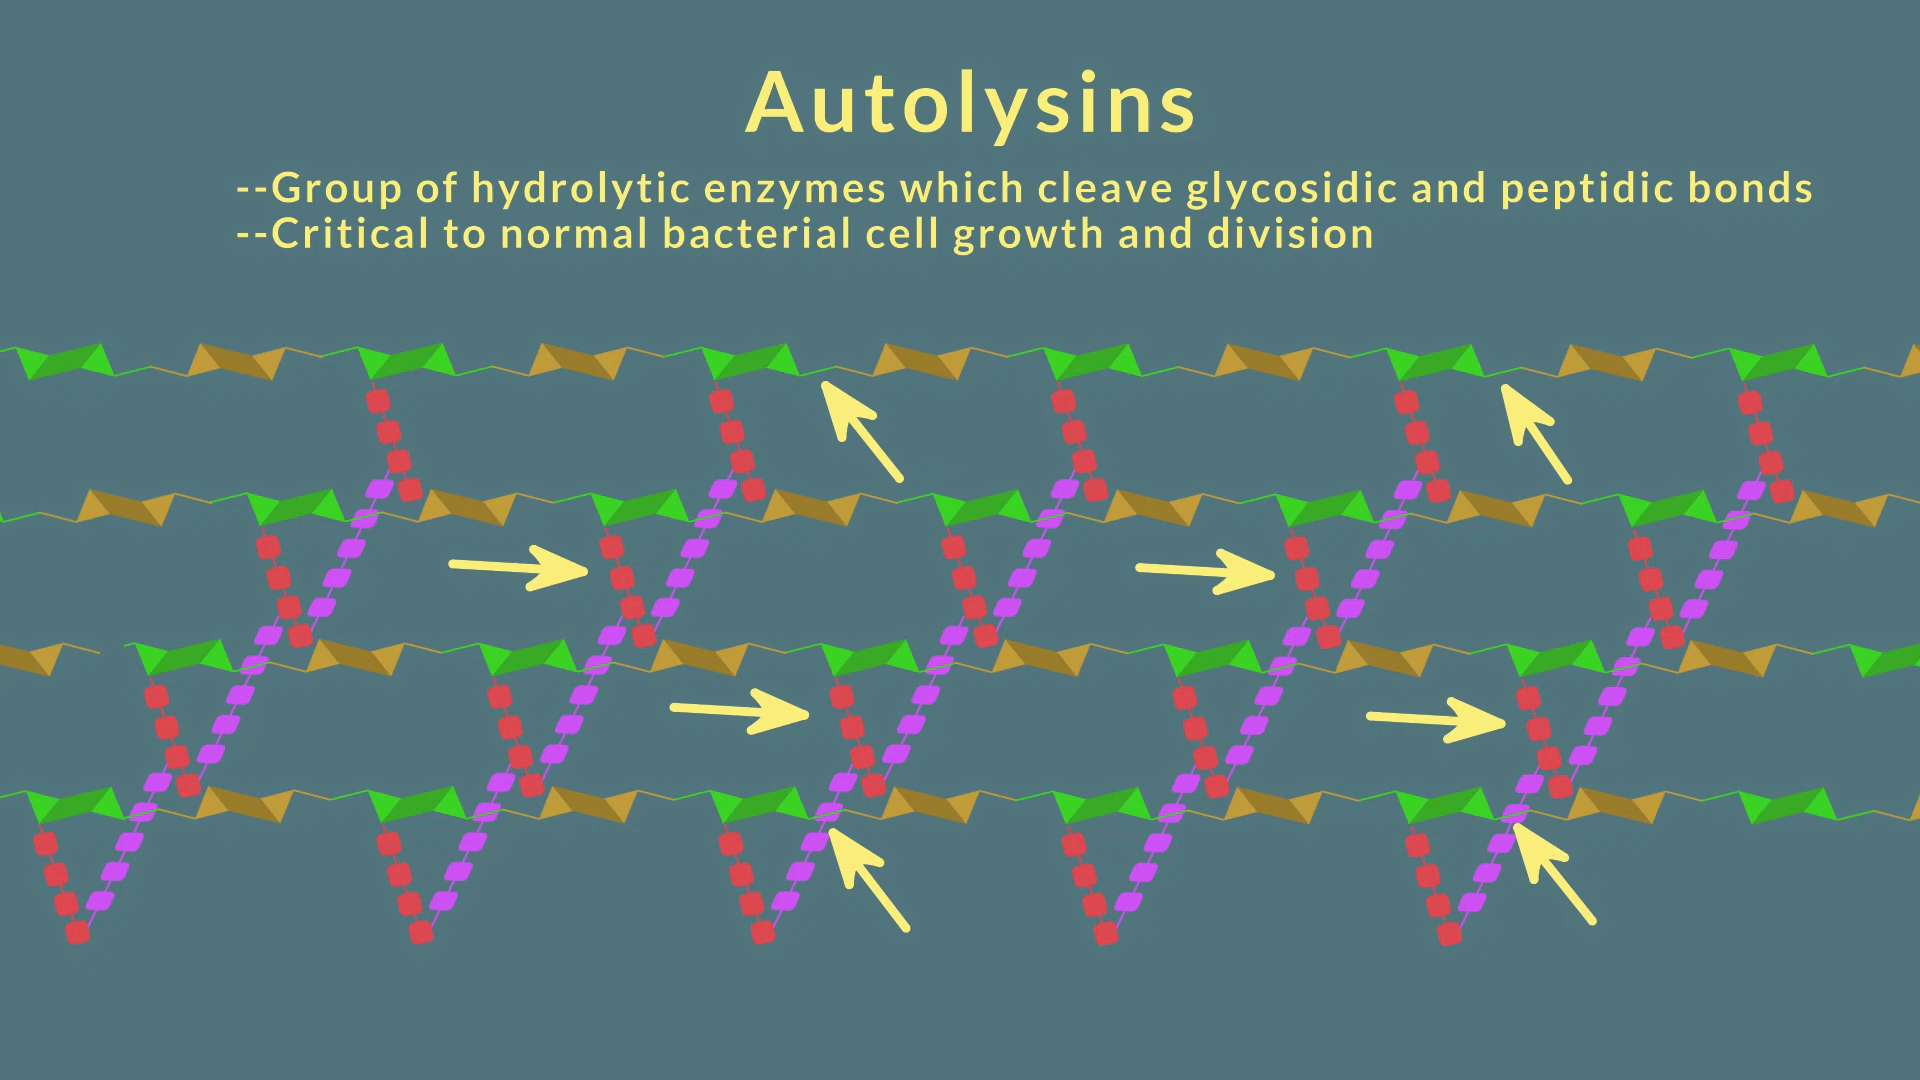 Autolysins
--Group of hydrolytic enzymes which cleave glycosidic and peptidic bonds
--Critical to normal bacterial cell growth and division